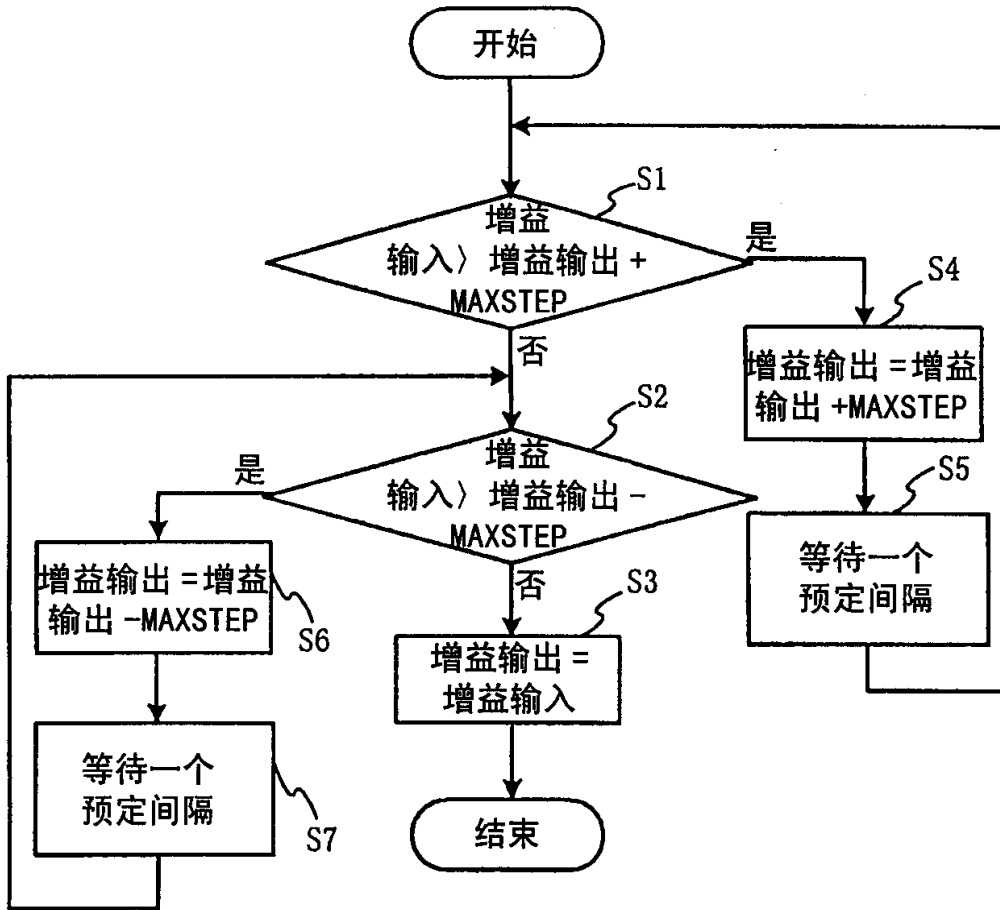 开始
S1
增益
输入〉增益输出+
MAXSTEP
是
否
S4
增益输出=增益
输出+MAXSTEP
S2
增益
输入〉增益输出-
MAXSTEP
是
否
S5
等待一个
预定间隔
增益输出=增益
输出-MAXSTEP
S6
S3
增益输出=
增益输入
等待一个
预定间隔
S7
结束